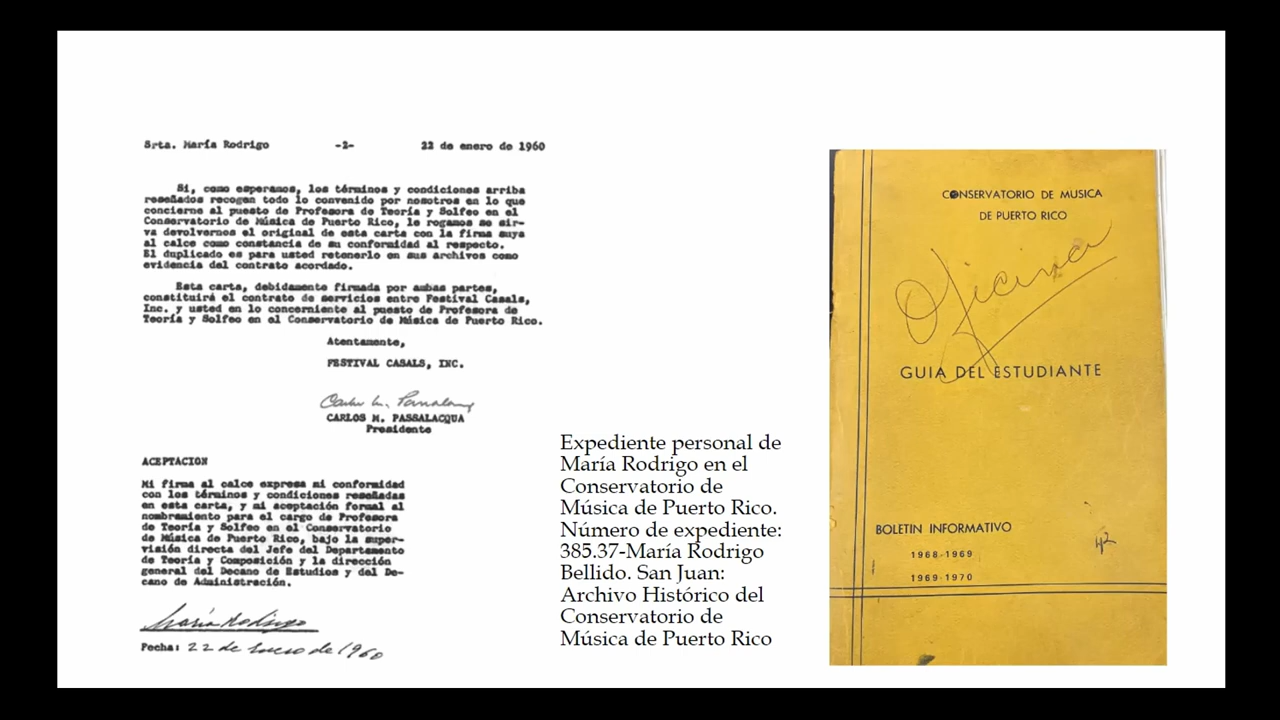 Srta. María Rodrigo -2- 22 de enero de 1960
Si, como esperamos, los términos y condiciones arriba
reseñados recogen todo lo convenido por nosotros en lo que
concierne al puesto de Profesora de Teoría y Solfeo en el
Conservatorio de Música de Puerto Rico, le rogamos se sir-
va devolvernos el original de esta carta con la firma suya
al calce como constancia de su conformidad al respecto.
El duplicado es para usted retenerlo en sus archivos como
evidencia del contrato acordado.
Esta carta, debidamente firmada por ambas partes,
constituirá el contrato de servicios entre Festival Casals,
Inc. y usted en lo concerniente al puesto de Profesora de
Teoría y Solfeo en el Conservatorio de Música de Puerto Rico.
Atentamente,
FESTIVAL CASALS, INC.
Carlos M. Passalacqua
CARLOS M. PASSALACQUA
Presidente
ACEPTACION
Mi firma al calce expresa mi conformidad
con los términos y condiciones reseñadas
en esta carta, y mi aceptación formal al
nombramiento para el cargo de Profesora
de Teoría y Solfeo en el Conservatorio
de Música de Puerto Rico, bajo la super-
visión directa del Jefe del Departamento
de Teoría y Composición y la dirección
general del Decano de Estudios y del De-
cano de Administración.
María Rodrigo
Fecha: 22 de Enero de 1960
Expediente personal de
María Rodrigo en el
Conservatorio de
Música de Puerto Rico.
Número de expediente:
385.37-María Rodrigo
Bellido. San Juan:
Archivo Histórico del
Conservatorio de
Música de Puerto Rico
CONSERVATORIO DE MUSICA
DE PUERTO RICO
Oficina
GUIA DEL ESTUDIANTE
BOLETIN INFORMATIVO
1968-1969
1969-1970
42